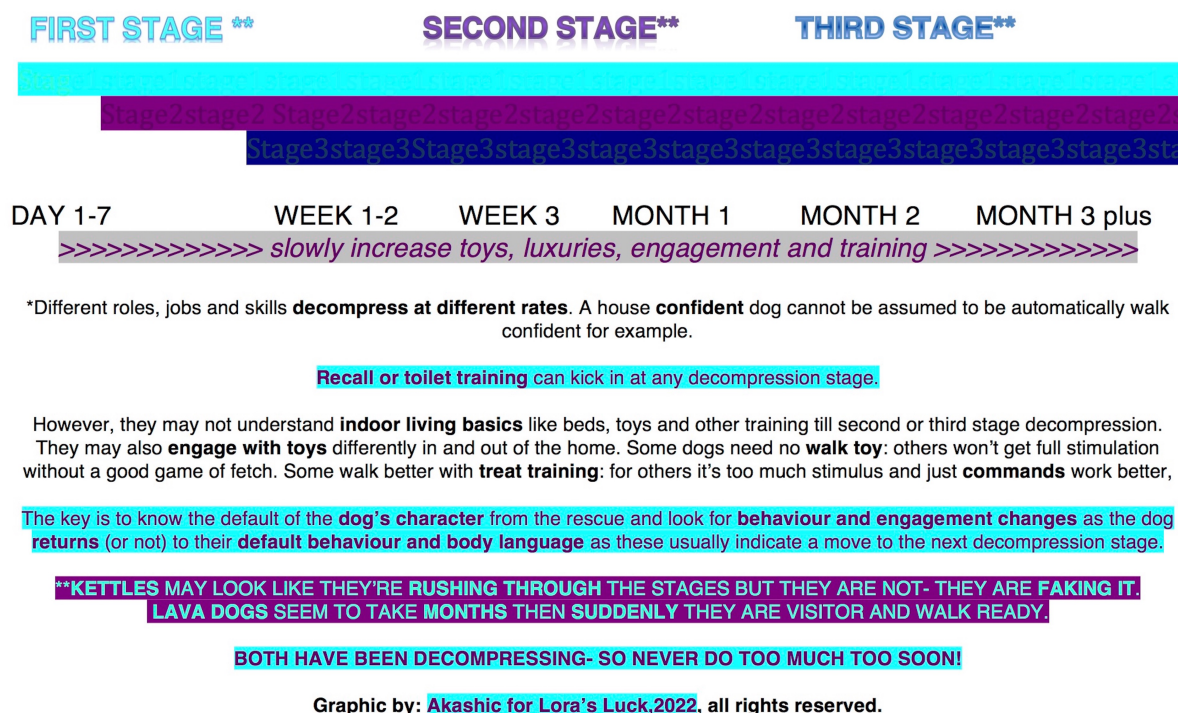 FIRST STAGE ** SECOND STAGE** THIRD STAGE**
Stage1stage1stage1stage1stage1stage1stage1stage1stage1stage1stage1stage1stage1s
Stage2stage2 Stage2stage2stage2stage2stage2stage2stage2stage2stage2stage2s
Stage3stage3Stage3stage3stage3stage3stage3stage3stage3stage3stage3sta
DAY 1-7 WEEK 1-2 WEEK 3 MONTH 1 MONTH 2 MONTH 3 plus
>>>>>>>>>>>>> slowly increase toys, luxuries, engagement and training >>>>>>>>>>>>>
*Different roles, jobs and skills decompress at different rates. A house confident dog cannot be assumed to be automatically walk
confident for example.
Recall or toilet training can kick in at any decompression stage.
However, they may not understand indoor living basics like beds, toys and other training till second or third stage decompression.
They may also engage with toys differently in and out of the home. Some dogs need no walk toy: others won't get full stimulation
without a good game of fetch. Some walk better with treat training: for others it's too much stimulus and just commands work better,
The key is to know the default of the dog's character from the rescue and look for behaviour and engagement changes as the dog
returns (or not) to their default behaviour and body language as these usually indicate a move to the next decompression stage.
**KETTLES MAY LOOK LIKE THEY'RE RUSHING THROUGH THE STAGES BUT THEY ARE NOT- THEY ARE FAKING IT.
LAVA DOGS SEEM TO TAKE MONTHS THEN SUDDENLY THEY ARE VISITOR AND WALK READY.
BOTH HAVE BEEN DECOMPRESSING- SO NEVER DO TOO MUCH TOO SOON!
Graphic by: Akashic for Lora's Luck,2022, all rights reserved.